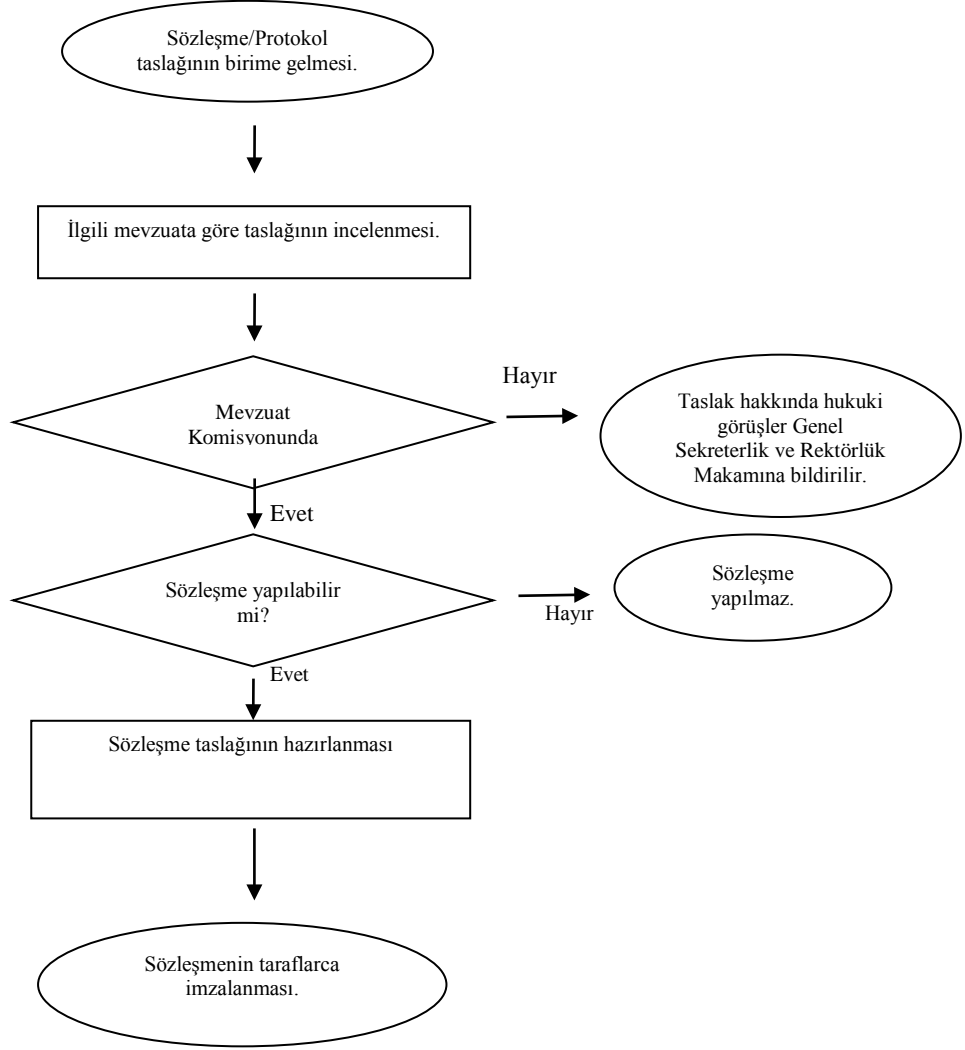 Sözleşme/Protokol
taslağının birime gelmesi.
İlgili mevzuata göre taslağının incelenmesi.
Mevzuat
Komisyonunda
Hayır
Taslak hakkında hukuki
görüşler Genel
Sekreterlik ve Rektörlük
Makamına bildirilir.
Evet
Sözleşme yapılabilir
mi?
Hayır
Sözleşme
yapılmaz.
Evet
Sözleşme taslağının hazırlanması
Sözleşmenin taraflarca
imzalanması.